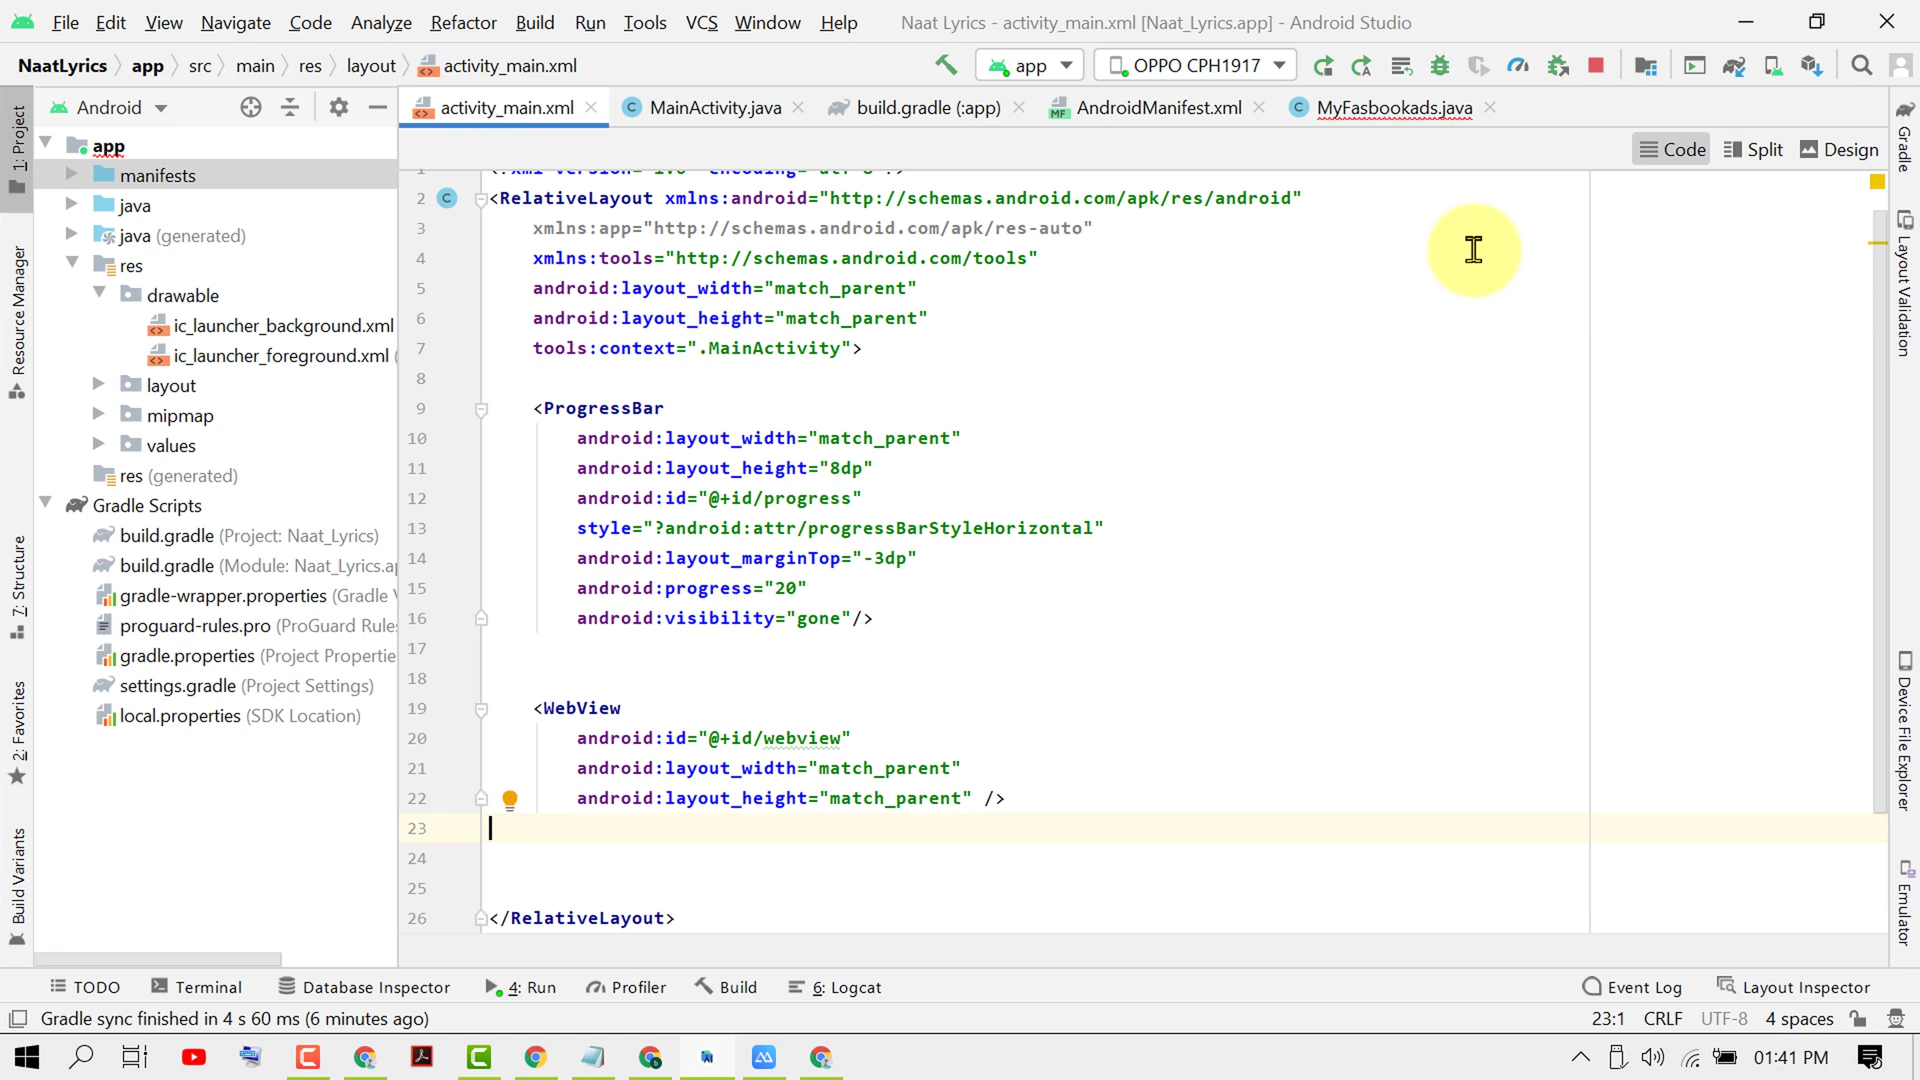 File Edit View Navigate Code Analyze Refactor Build Run Tools VCS Window Help Naat Lyrics - activity_main.xml [Naat_Lyrics.app] - Android Studio
NaatLyrics app src main res layout activity_main.xml app OPPO CPH1917
Android
activity_main.xml MainActivity.java build.gradle (:app) AndroidManifest.xml MyFasbookads.java
Code Split Design
1: Project
Resource Manager
7: Structure
2: Favorites
Build Variants
app
manifests
java
java (generated)
res
drawable
ic_launcher_background.xml
ic_launcher_foreground.xml (
layout
mipmap
values
res (generated)
Gradle Scripts
build.gradle (Project: Naat_Lyrics)
build.gradle (Module: Naat_Lyrics.a
gradle-wrapper.properties (Gradle
proguard-rules.pro (ProGuard Rule
gradle.properties (Project Propertie
settings.gradle (Project Settings)
local.properties (SDK Location)
2 <RelativeLayout xmlns:android="http://schemas.android.com/apk/res/android"
3 xmlns:app="http://schemas.android.com/apk/res-auto"
4 xmlns:tools="http://schemas.android.com/tools"
5 android:layout_width="match_parent"
6 android:layout_height="match_parent"
7 tools:context=".MainActivity">
8
9 <ProgressBar
10 android:layout_width="match_parent"
11 android:layout_height="8dp"
12 android:id="@+id/progress"
13 style="?android:attr/progressBarStyleHorizontal"
14 android:layout_marginTop="-3dp"
15 android:progress="20"
16 android:visibility="gone"/>
17
18
19 <WebView
20 android:id="@+id/webview"
21 android:layout_width="match_parent"
22 android:layout_height="match_parent" />
23
24
25
26 </RelativeLayout>
Gradle
Layout Validation
Device File Explorer
Emulator
TODO Terminal Database Inspector 4: Run Profiler Build 6: Logcat Event Log Layout Inspector
Gradle sync finished in 4 s 60 ms (6 minutes ago) 23:1 CRLF UTF-8 4 spaces
01:41 PM